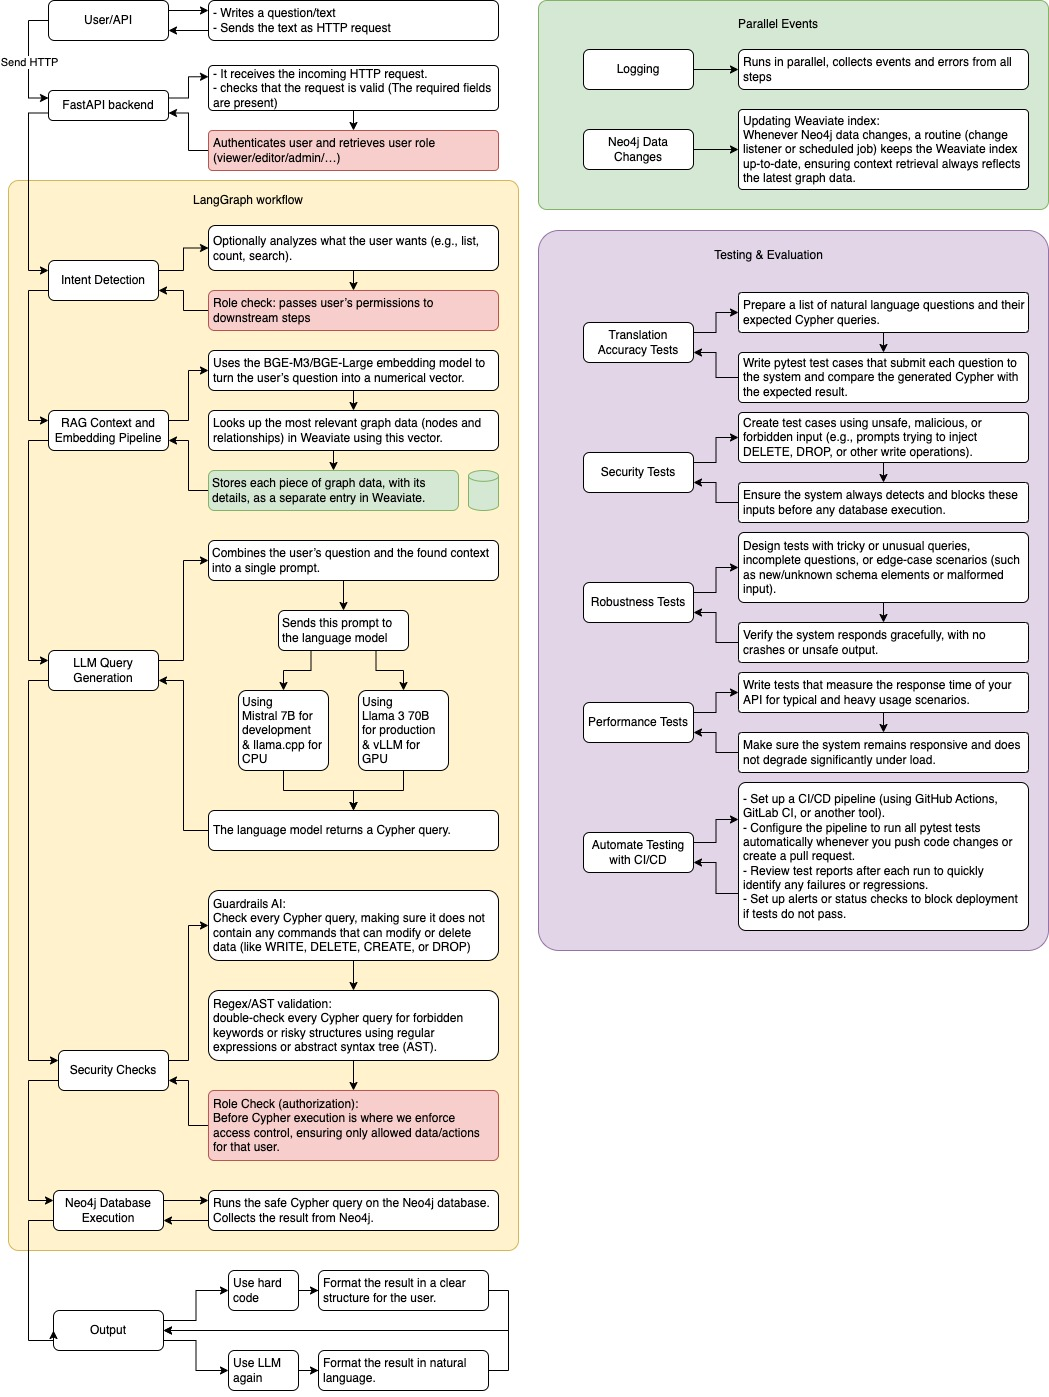 User/API
- Writes a question/text
- Sends the text as HTTP request
Send HTTP
FastAPI backend
- It receives the incoming HTTP request.
- checks that the request is valid (The required fields
are present)
Authenticates user and retrieves user role
(viewer/editor/admin/...)
LangGraph workflow
Intent Detection
Optionally analyzes what the user wants (e.g., list,
count, search).
Role check: passes user's permissions to
downstream steps
RAG Context and
Embedding Pipeline
Uses the BGE-M3/BGE-Large embedding model to
turn the user's question into a numerical vector.
Looks up the most relevant graph data (nodes and
relationships) in Weaviate using this vector.
Stores each piece of graph data, with its
details, as a separate entry in Weaviate.
LLM Query
Generation
Combines the user's question and the found context
into a single prompt.
Sends this prompt to
the language model
Using
Mistral 7B for
development
& llama.cpp for
CPU
Using
Llama 3 70B
for production
& vLLM for
GPU
The language model returns a Cypher query.
Security Checks
Guardrails AI:
Check every Cypher query, making sure it does not
contain any commands that can modify or delete
data (like WRITE, DELETE, CREATE, or DROP)
Regex/AST validation:
double-check every Cypher query for forbidden
keywords or risky structures using regular
expressions or abstract syntax tree (AST).
Role Check (authorization):
Before Cypher execution is where we enforce
access control, ensuring only allowed data/actions
for that user.
Neo4j Database
Execution
Runs the safe Cypher query on the Neo4j database.
Collects the result from Neo4j.
Output
Use hard
code
Format the result in a clear
structure for the user.
Use LLM
again
Format the result in natural
language.
Parallel Events
Logging
Runs in parallel, collects events and errors from all
steps
Neo4j Data
Changes
Updating Weaviate index:
Whenever Neo4j data changes, a routine (change
listener or scheduled job) keeps the Weaviate index
up-to-date, ensuring context retrieval always reflects
the latest graph data.
Testing & Evaluation
Translation
Accuracy Tests
Prepare a list of natural language questions and their
expected Cypher queries.
Write pytest test cases that submit each question to
the system and compare the generated Cypher with
the expected result.
Security Tests
Create test cases using unsafe, malicious, or
forbidden input (e.g., prompts trying to inject
DELETE, DROP, or other write operations).
Ensure the system always detects and blocks these
inputs before any database execution.
Robustness Tests
Design tests with tricky or unusual queries,
incomplete questions, or edge-case scenarios (such
as new/unknown schema elements or malformed
input).
Verify the system responds gracefully, with no
crashes or unsafe output.
Performance Tests
Write tests that measure the response time of your
API for typical and heavy usage scenarios.
Make sure the system remains responsive and does
not degrade significantly under load.
Automate Testing
with CI/CD
- Set up a CI/CD pipeline (using GitHub Actions,
GitLab CI, or another tool).
- Configure the pipeline to run all pytest tests
automatically whenever you push code changes or
create a pull request.
- Review test reports after each run to quickly
identify any failures or regressions.
- Set up alerts or status checks to block deployment
if tests do not pass.